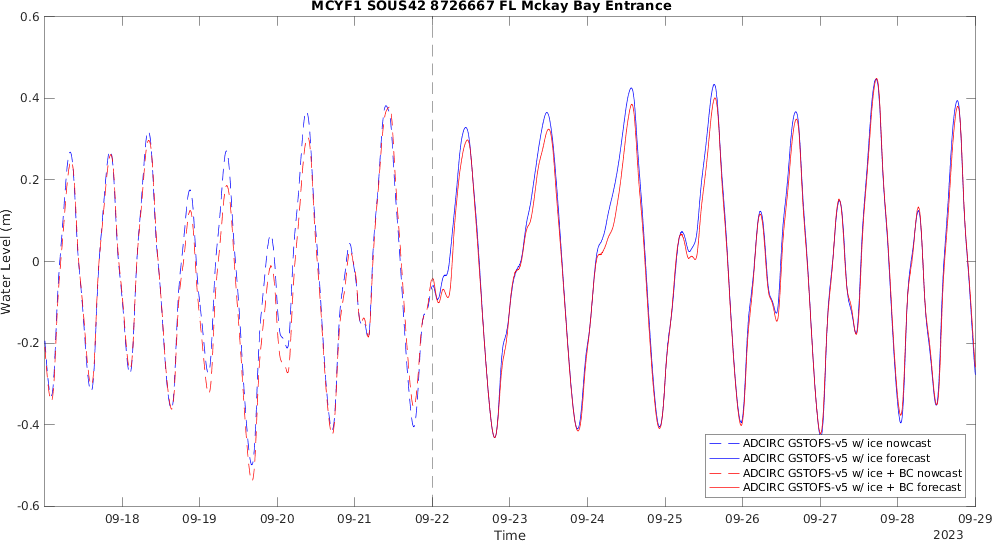 MCYF1 SOUS42 8726667 FL Mckay Bay Entrance
Water Level (m)
0.6
0.4
0.2
0
-0.2
-0.4
-0.6
ADCIRC GSTOFS-v5 w/ ice nowcast
ADCIRC GSTOFS-v5 w/ ice forecast
ADCIRC GSTOFS-v5 w/ ice + BC nowcast
ADCIRC GSTOFS-v5 w/ ice + BC forecast
09-18 09-19 09-20 09-21 09-22 09-23 09-24 09-25 09-26 09-27 09-28 09-29
Time
2023